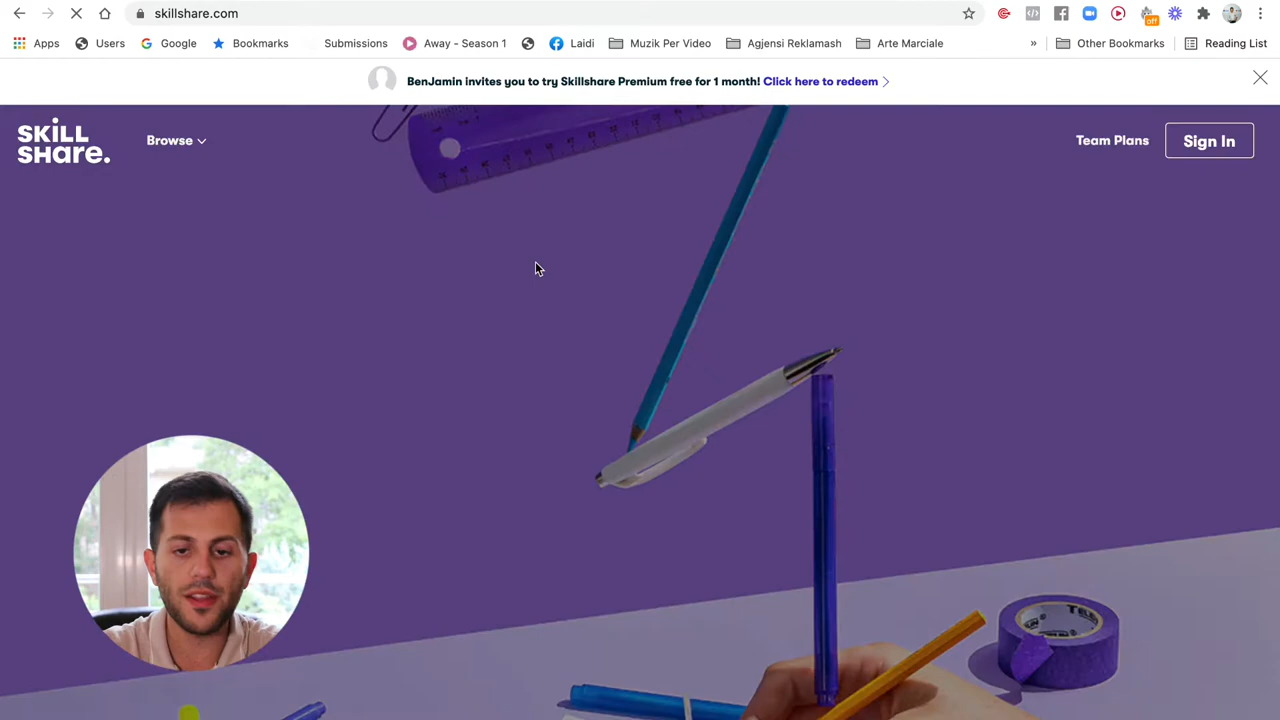 skillshare.com
off
Apps
Users
Google
Bookmarks
Submissions
Away - Season 1
Laidi
Muzik Per Video
Agjensi Reklamash
Arte Marciale
»
Other Bookmarks
Reading List
BenJamin invites you to try Skillshare Premium free for 1 month! Click here to redeem
SKILL
SHARE.
Browse
Team Plans
Sign In